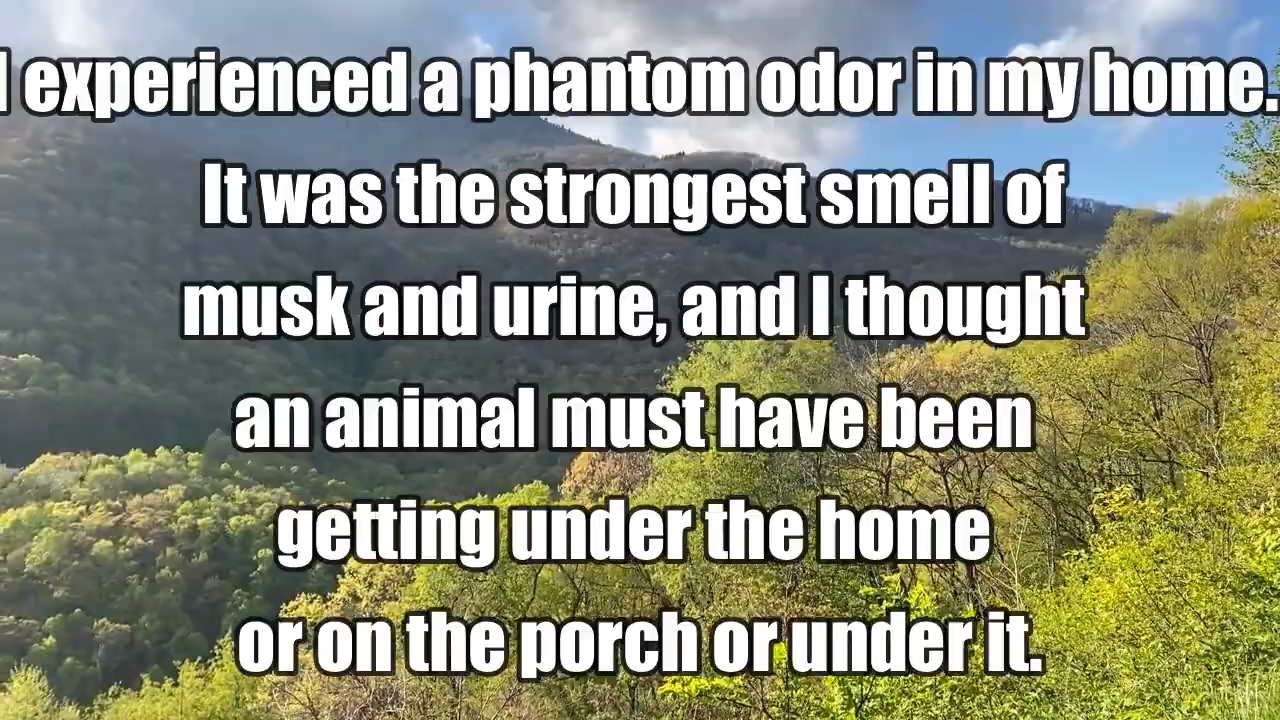 I experienced a phantom odor in my home.
It was the strongest smell of
musk and urine, and I thought
an animal must have been
getting under the home
or on the porch or under it.